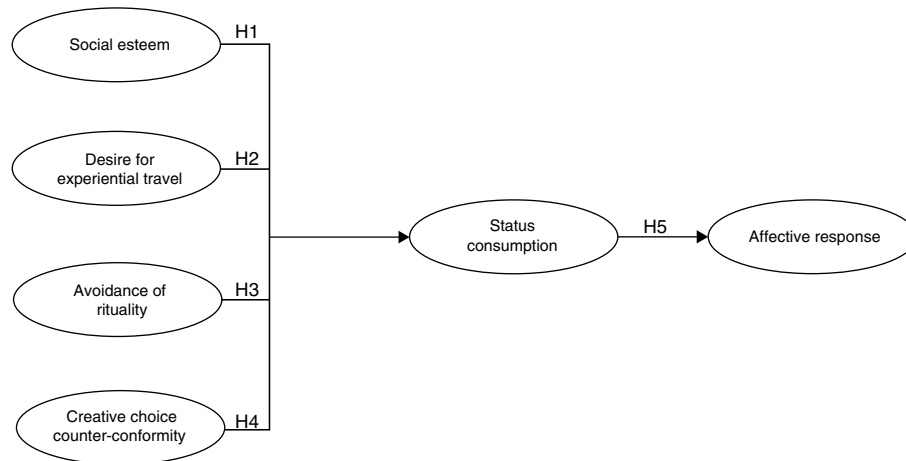 Social esteem
H1
Desire for
experiential travel
H2
Status
consumption
H5
Affective response
Avoidance of
rituality
H3
Creative choice
counter-conformity
H4